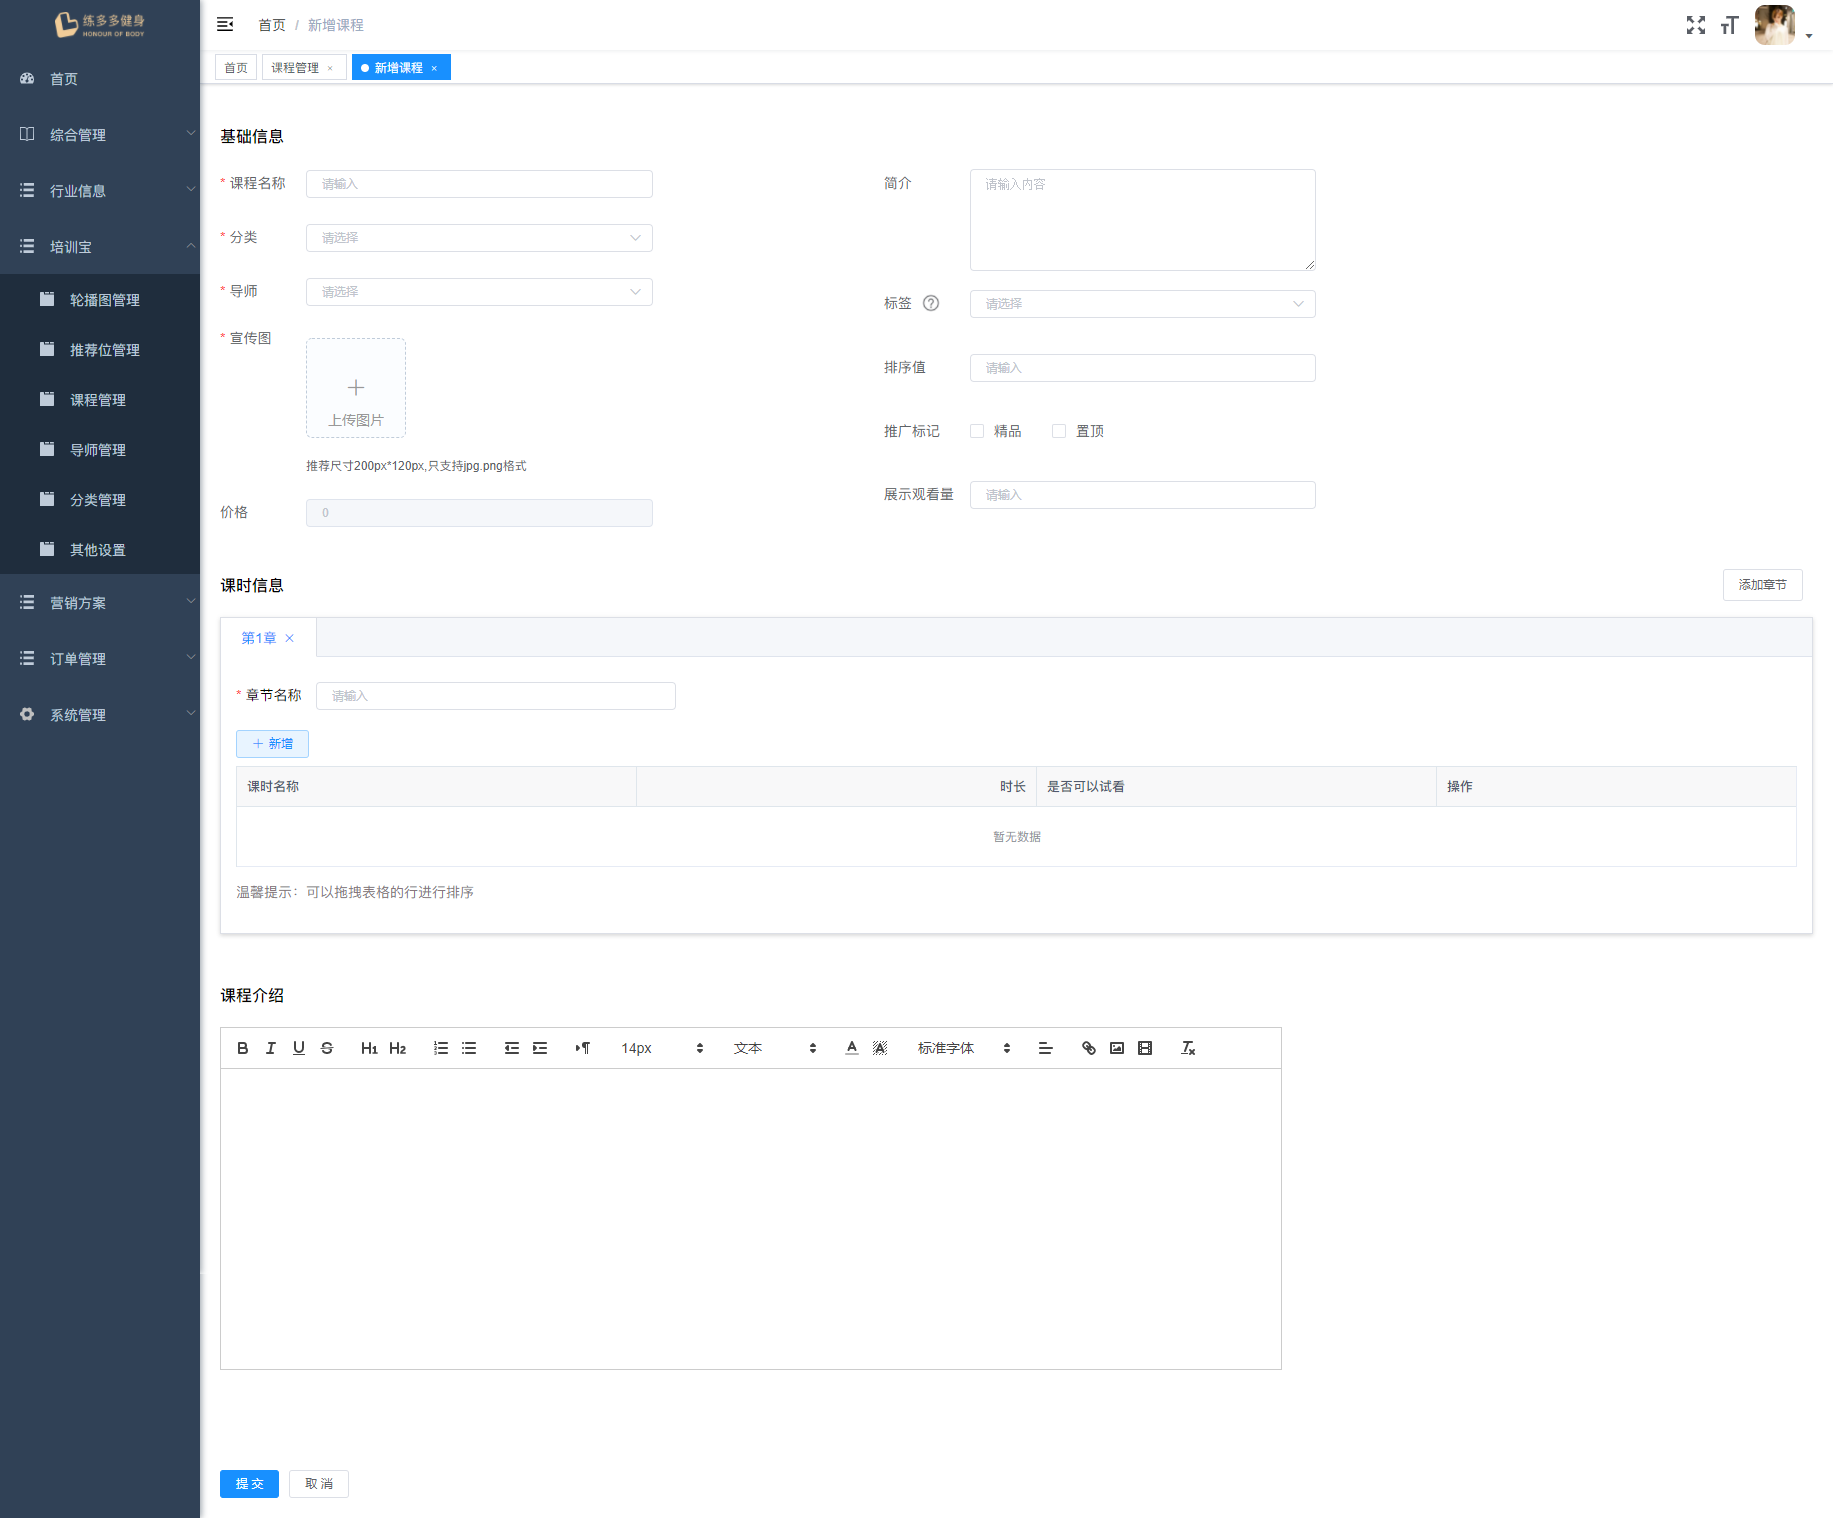 练多多健身
HONOUR OF BODY
首页
综合管理
行业信息
培训宝
轮播图管理
推荐位管理
课程管理
导师管理
分类管理
其他设置
营销方案
订单管理
系统管理
首页 / 新增课程
首页
课程管理 ×
新增课程 ×
基础信息
* 课程名称 请输入
* 分类 请选择
* 导师 请选择
* 宣传图
上传图片
推荐尺寸200px*120px,只支持jpg.png格式
价格 0
简介 请输入内容
标签 ? 请选择
排序值 请输入
推广标记 精品 置顶
展示观看量 请输入
课时信息
添加章节
第1章 ×
* 章节名称 请输入
+ 新增
课时名称 时长 是否可以试看 操作
暂无数据
温馨提示：可以拖拽表格的行进行排序
课程介绍
B I U S H1 H2 14px 文本 A A 标准字体 Tx
提交 取消